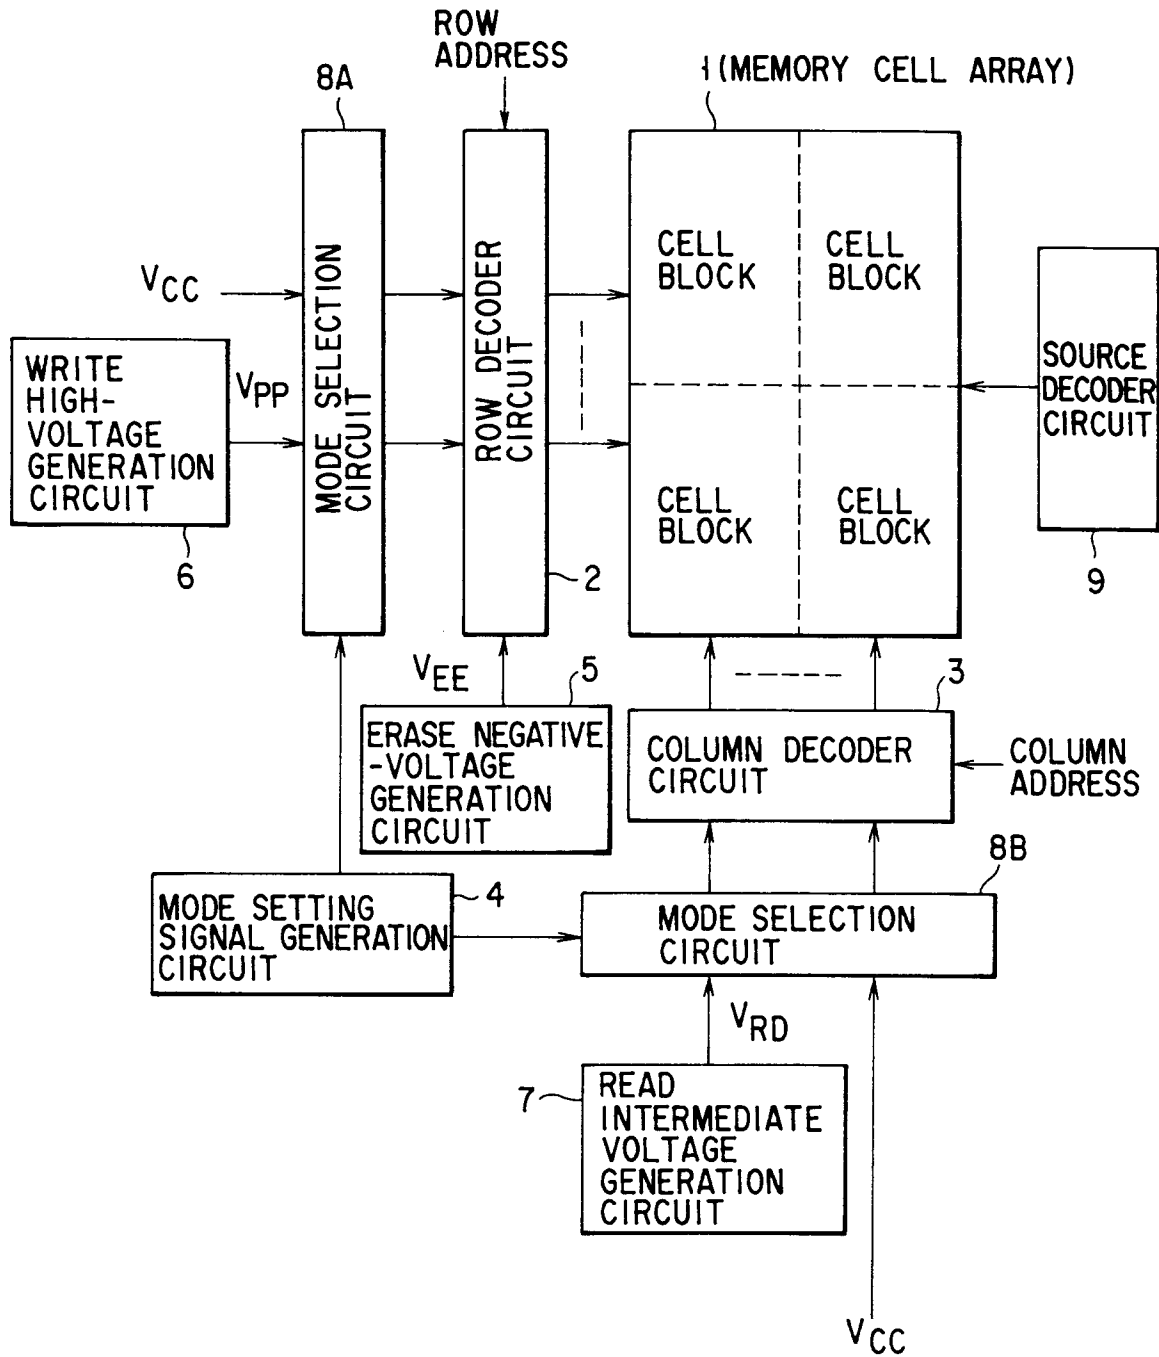 ROW
ADDRESS
8A
1 (MEMORY CELL ARRAY)
VCC
MODE SELECTION
CIRCUIT
ROW DECODER
CIRCUIT
CELL
BLOCK
CELL
BLOCK
WRITE
HIGH-
VOLTAGE
GENERATION
CIRCUIT
VPP
SOURCE
DECODER
CIRCUIT
CELL
BLOCK
CELL
BLOCK
6
2
9
VEE
5
3
ERASE NEGATIVE
-VOLTAGE
GENERATION
CIRCUIT
COLUMN DECODER
CIRCUIT
COLUMN
ADDRESS
8B
MODE SETTING
SIGNAL GENERATION
CIRCUIT
4
MODE SELECTION
CIRCUIT
VRD
7
READ
INTERMEDIATE
VOLTAGE
GENERATION
CIRCUIT
VCC